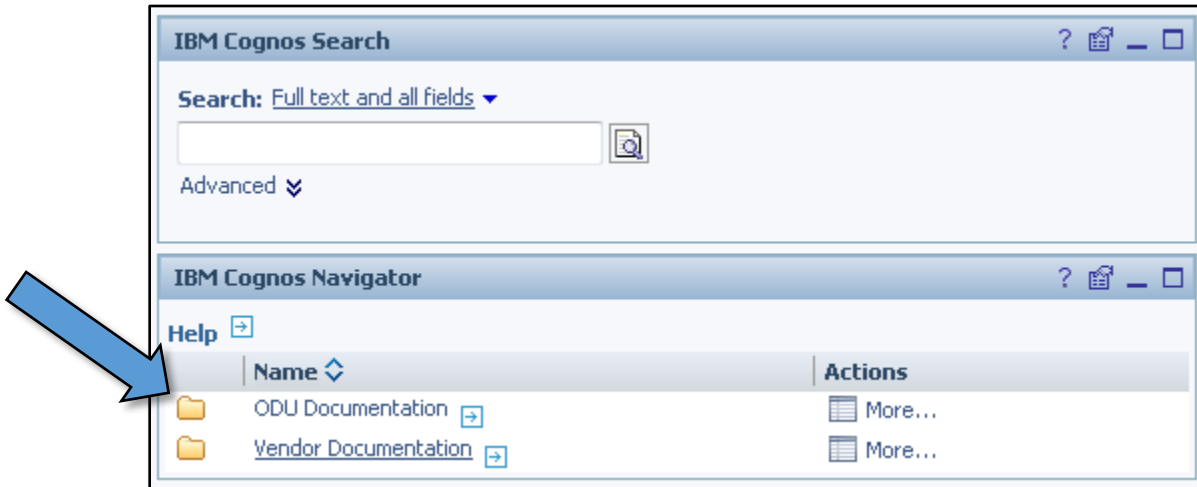 IBM Cognos Search ?
Search: Full text and all fields
Advanced
IBM Cognos Navigator ?
Help
Name Actions
ODU Documentation More...
Vendor Documentation More...